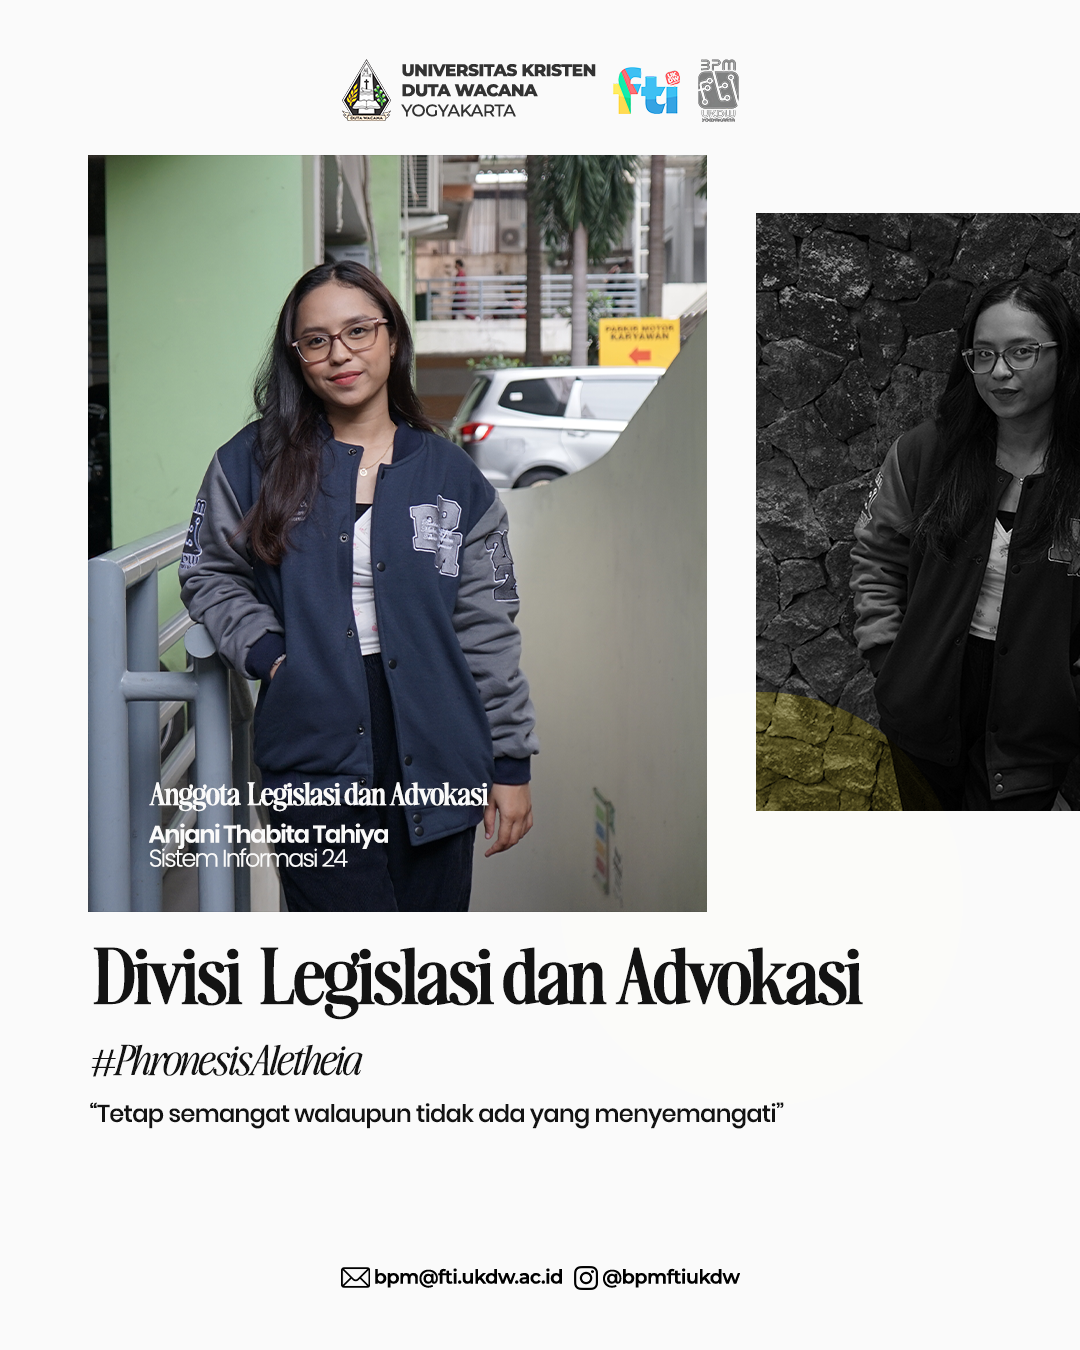 UNIVERSITAS KRISTEN
DUTA WACANA
YOGYAKARTA
DUTA WACANA
fti
BPM
UKDW
YOGYAKARTA
PARKIR MOTOR
KARYAWAN
Anggota Legislasi dan Advokasi
Anjani Thabita Tahiya
Sistem Informasi 24
Divisi Legislasi dan Advokasi
#PhronesisAletheia
“Tetap semangat walaupun tidak ada yang menyemangati”
bpm@fti.ukdw.ac.id @bpmftiukdw